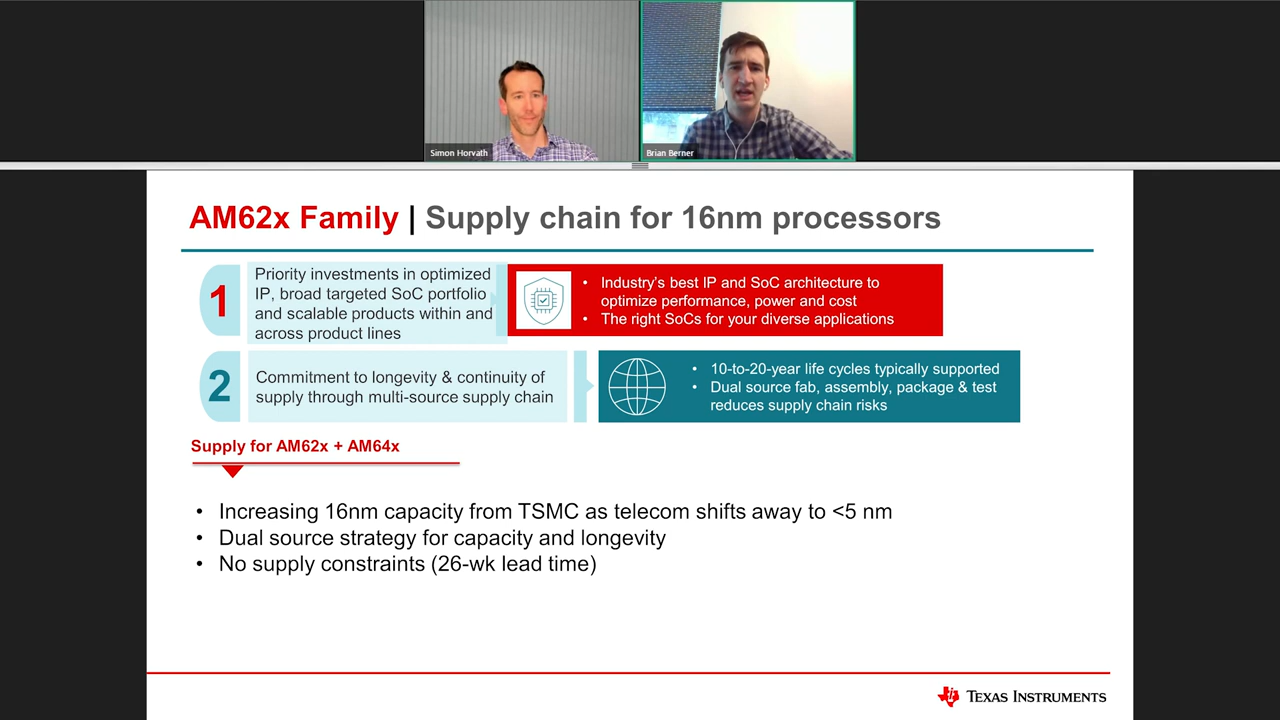 Simon Horvath
Brian Berner
AM62x Family | Supply chain for 16nm processors
1
Priority investments in optimized
IP, broad targeted SoC portfolio
and scalable products within and
across product lines
• Industry's best IP and SoC architecture to
optimize performance, power and cost
• The right SoCs for your diverse applications
2
Commitment to longevity & continuity of
supply through multi-source supply chain
• 10-to-20-year life cycles typically supported
• Dual source fab, assembly, package & test
reduces supply chain risks
Supply for AM62x + AM64x
• Increasing 16nm capacity from TSMC as telecom shifts away to <5 nm
• Dual source strategy for capacity and longevity
• No supply constraints (26-wk lead time)
TEXAS INSTRUMENTS